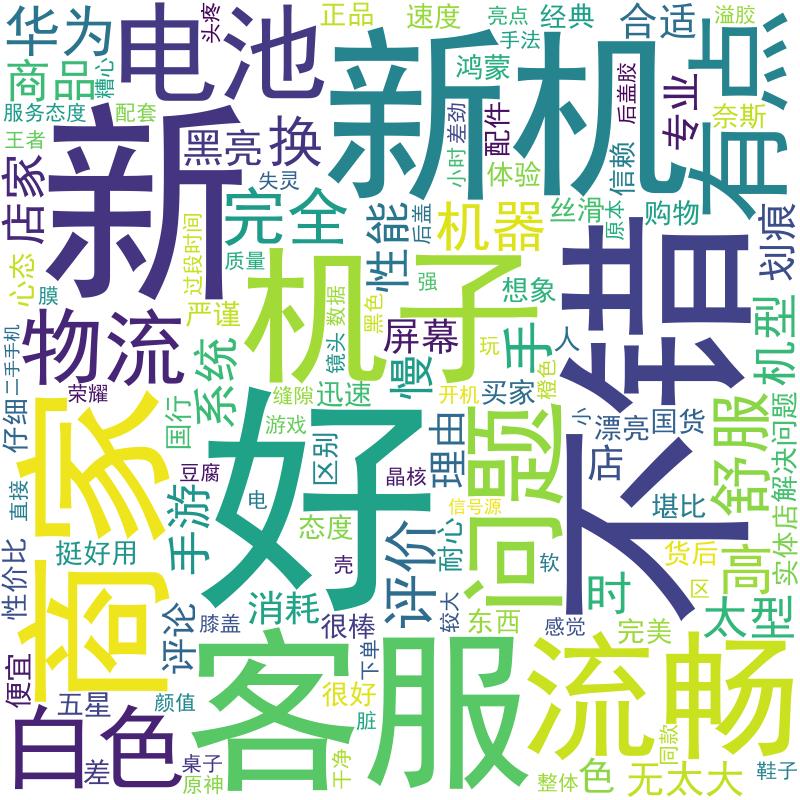 华为
电池
头疼
正品
速度
亮点
经典
合适
溢胶
有点
商品
糟心
新机
手法
鸿蒙
服务态度
配套
王者
新
黑亮
换
差劲
配件
后盖胶
专业
奈斯
店家
失灵
小时
体验
信赖
完全
过段时间
性能
后盖
机器
丝滑
原本
购物
划痕
心态
膜
质量
机子
强
想象
不错
严谨
物流
镜头
数据
黑色
屏幕
玩
手
人
机型
二手手机
荣耀
系统
慢
橙色
缝隙
迅速
开机
买家
仔细
商家
国行
好
游戏
区别
理由
问题
小
漂亮
国货
舒服
解决问题
豆腐
晶核
店
直接
手游
电
信号源
堪比
性价比
挺好用
态度
评价
耐心
软
货后
高
实体店
壳
区
消耗
时
评论
膝盖
很棒
较大
东西
感觉
完美
太型
下单
便宜
客服
流畅
五星
颜值
很好
白色
脏
差
桌子
原神
干净
整体
色
同款
无太大
鞋子